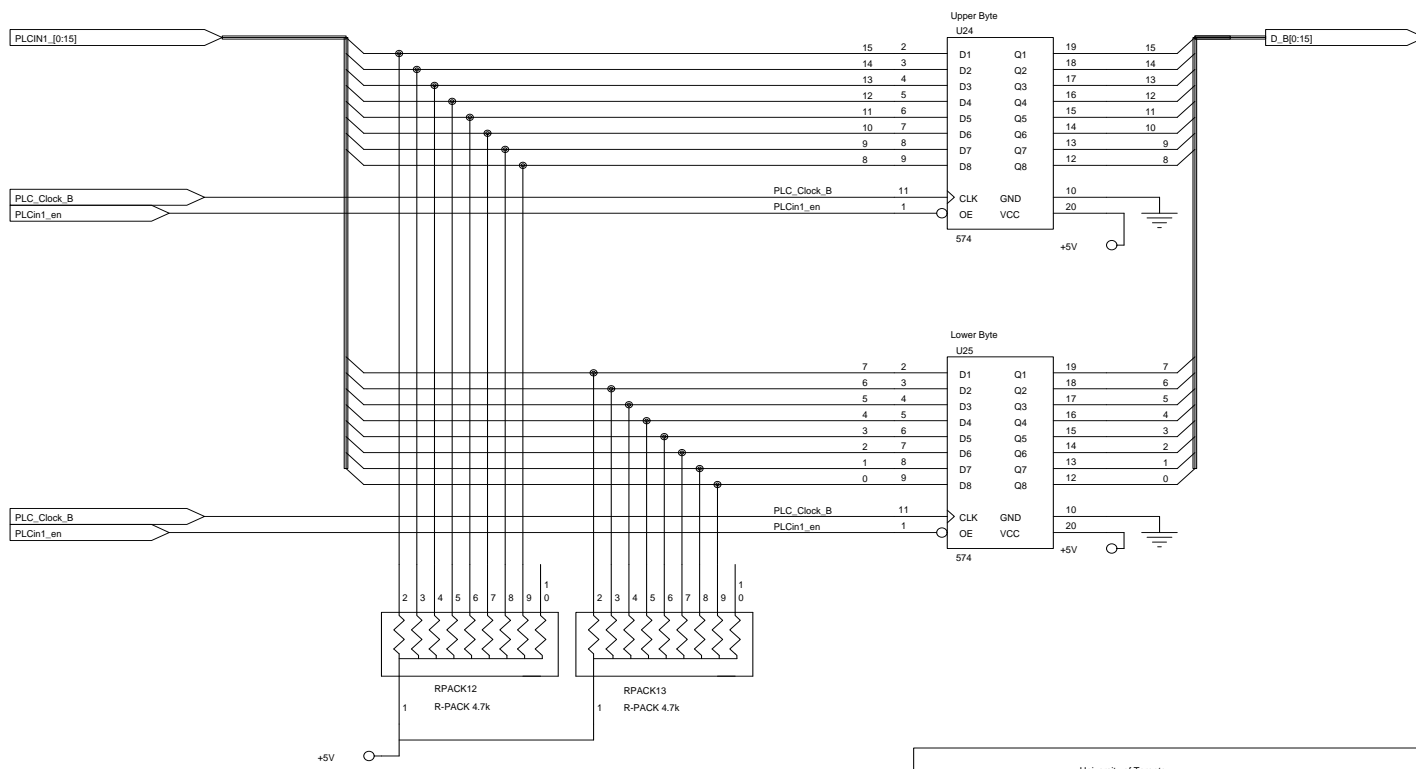 Upper Byte
U24
PLCIN1_[0:15]
D_B[0:15]
15 2 D1 Q1 19 15
14 3 D2 Q2 18 14
13 4 D3 Q3 17 13
12 5 D4 Q4 16 12
11 6 D5 Q5 15 11
10 7 D6 Q6 14 10
9 8 D7 Q7 13 9
8 9 D8 Q8 12 8
PLC_Clock_B PLC_Clock_B 11 CLK GND 10
PLCin1_en PLCin1_en 1 OE VCC 20
574
+5V
Lower Byte
U25
7 2 D1 Q1 19 7
6 3 D2 Q2 18 6
5 4 D3 Q3 17 5
4 5 D4 Q4 16 4
3 6 D5 Q5 15 3
2 7 D6 Q6 14 2
1 8 D7 Q7 13 1
0 9 D8 Q8 12 0
PLC_Clock_B PLC_Clock_B 11 CLK GND 10
PLCin1_en PLCin1_en 1 OE VCC 20
574
+5V
2 3 4 5 6 7 8 9 10
2 3 4 5 6 7 8 9 10
RPACK12
R-PACK 4.7k
1
RPACK13
R-PACK 4.7k
1
+5V